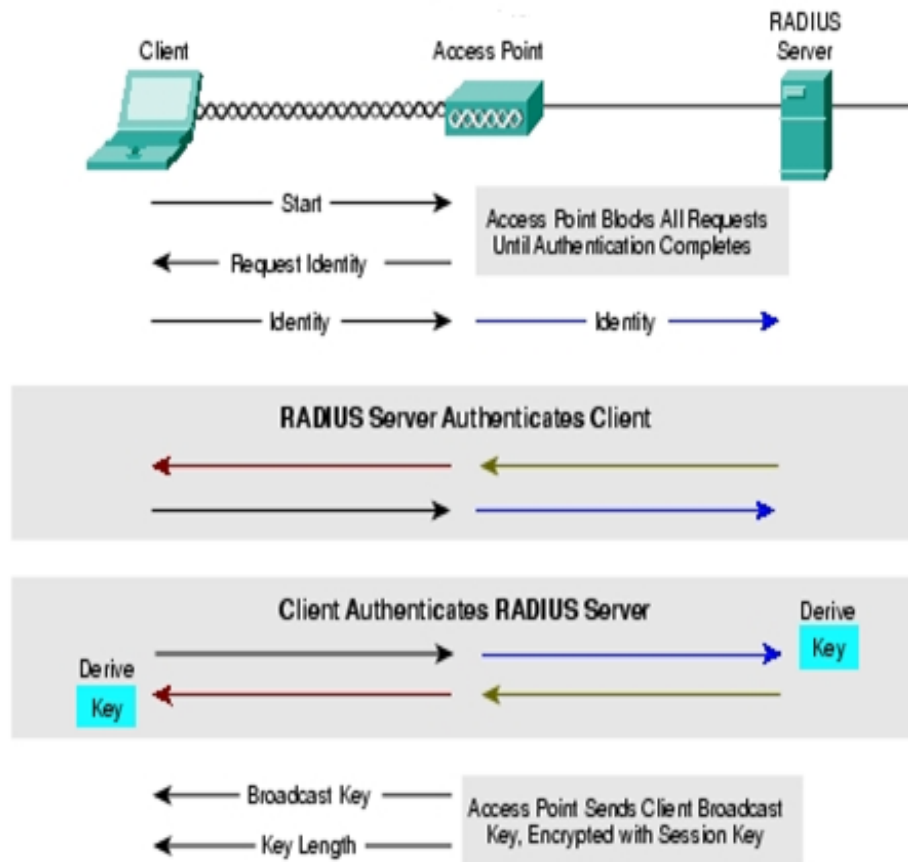 RADIUS
Server
Client
Access Point
Start
Access Point Blocks All Requests
Until Authentication Completes
Request Identity
Identity
Identity
RADIUS Server Authenticates Client
Client Authenticates RADIUS Server
Derive
Key
Derive
Key
Broadcast Key
Access Point Sends Client Broadcast
Key, Encrypted with Session Key
Key Length